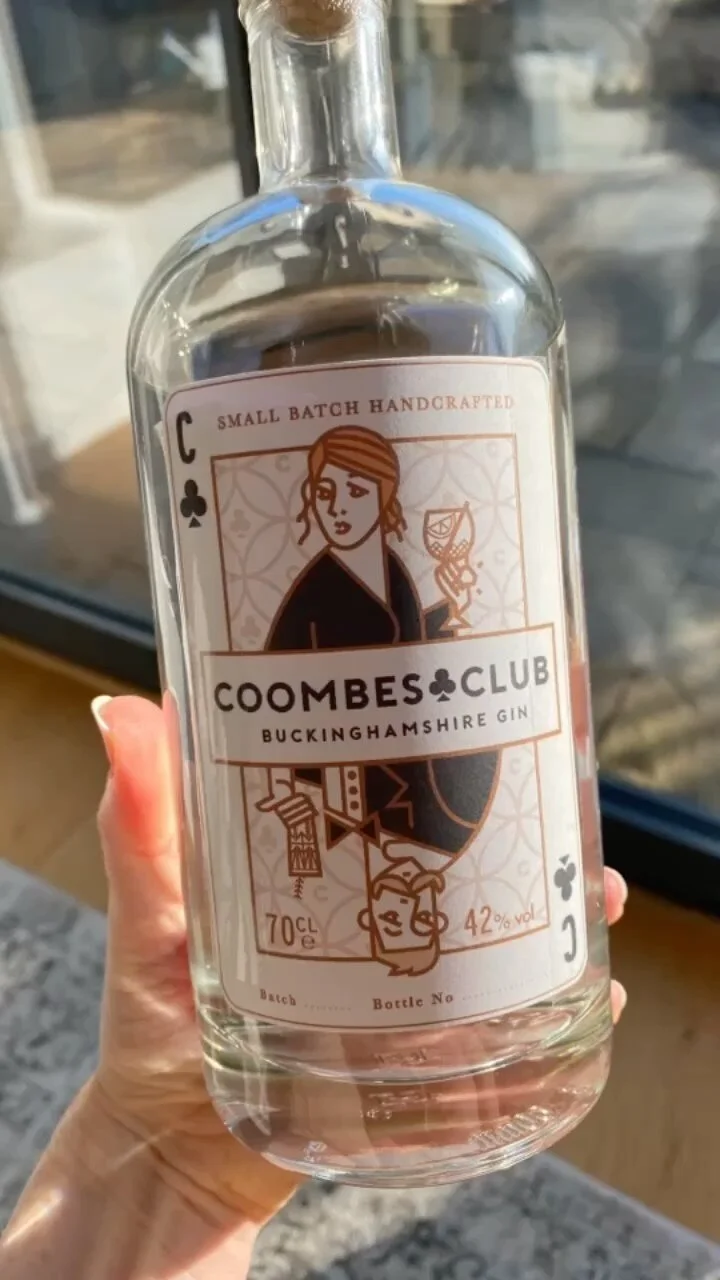 C
SMALL BATCH HANDCRAFTED
COOMBES♣CLUB
BUCKINGHAMSHIRE GIN
70CL e
42% vol
C
Batch ........ Bottle No ................